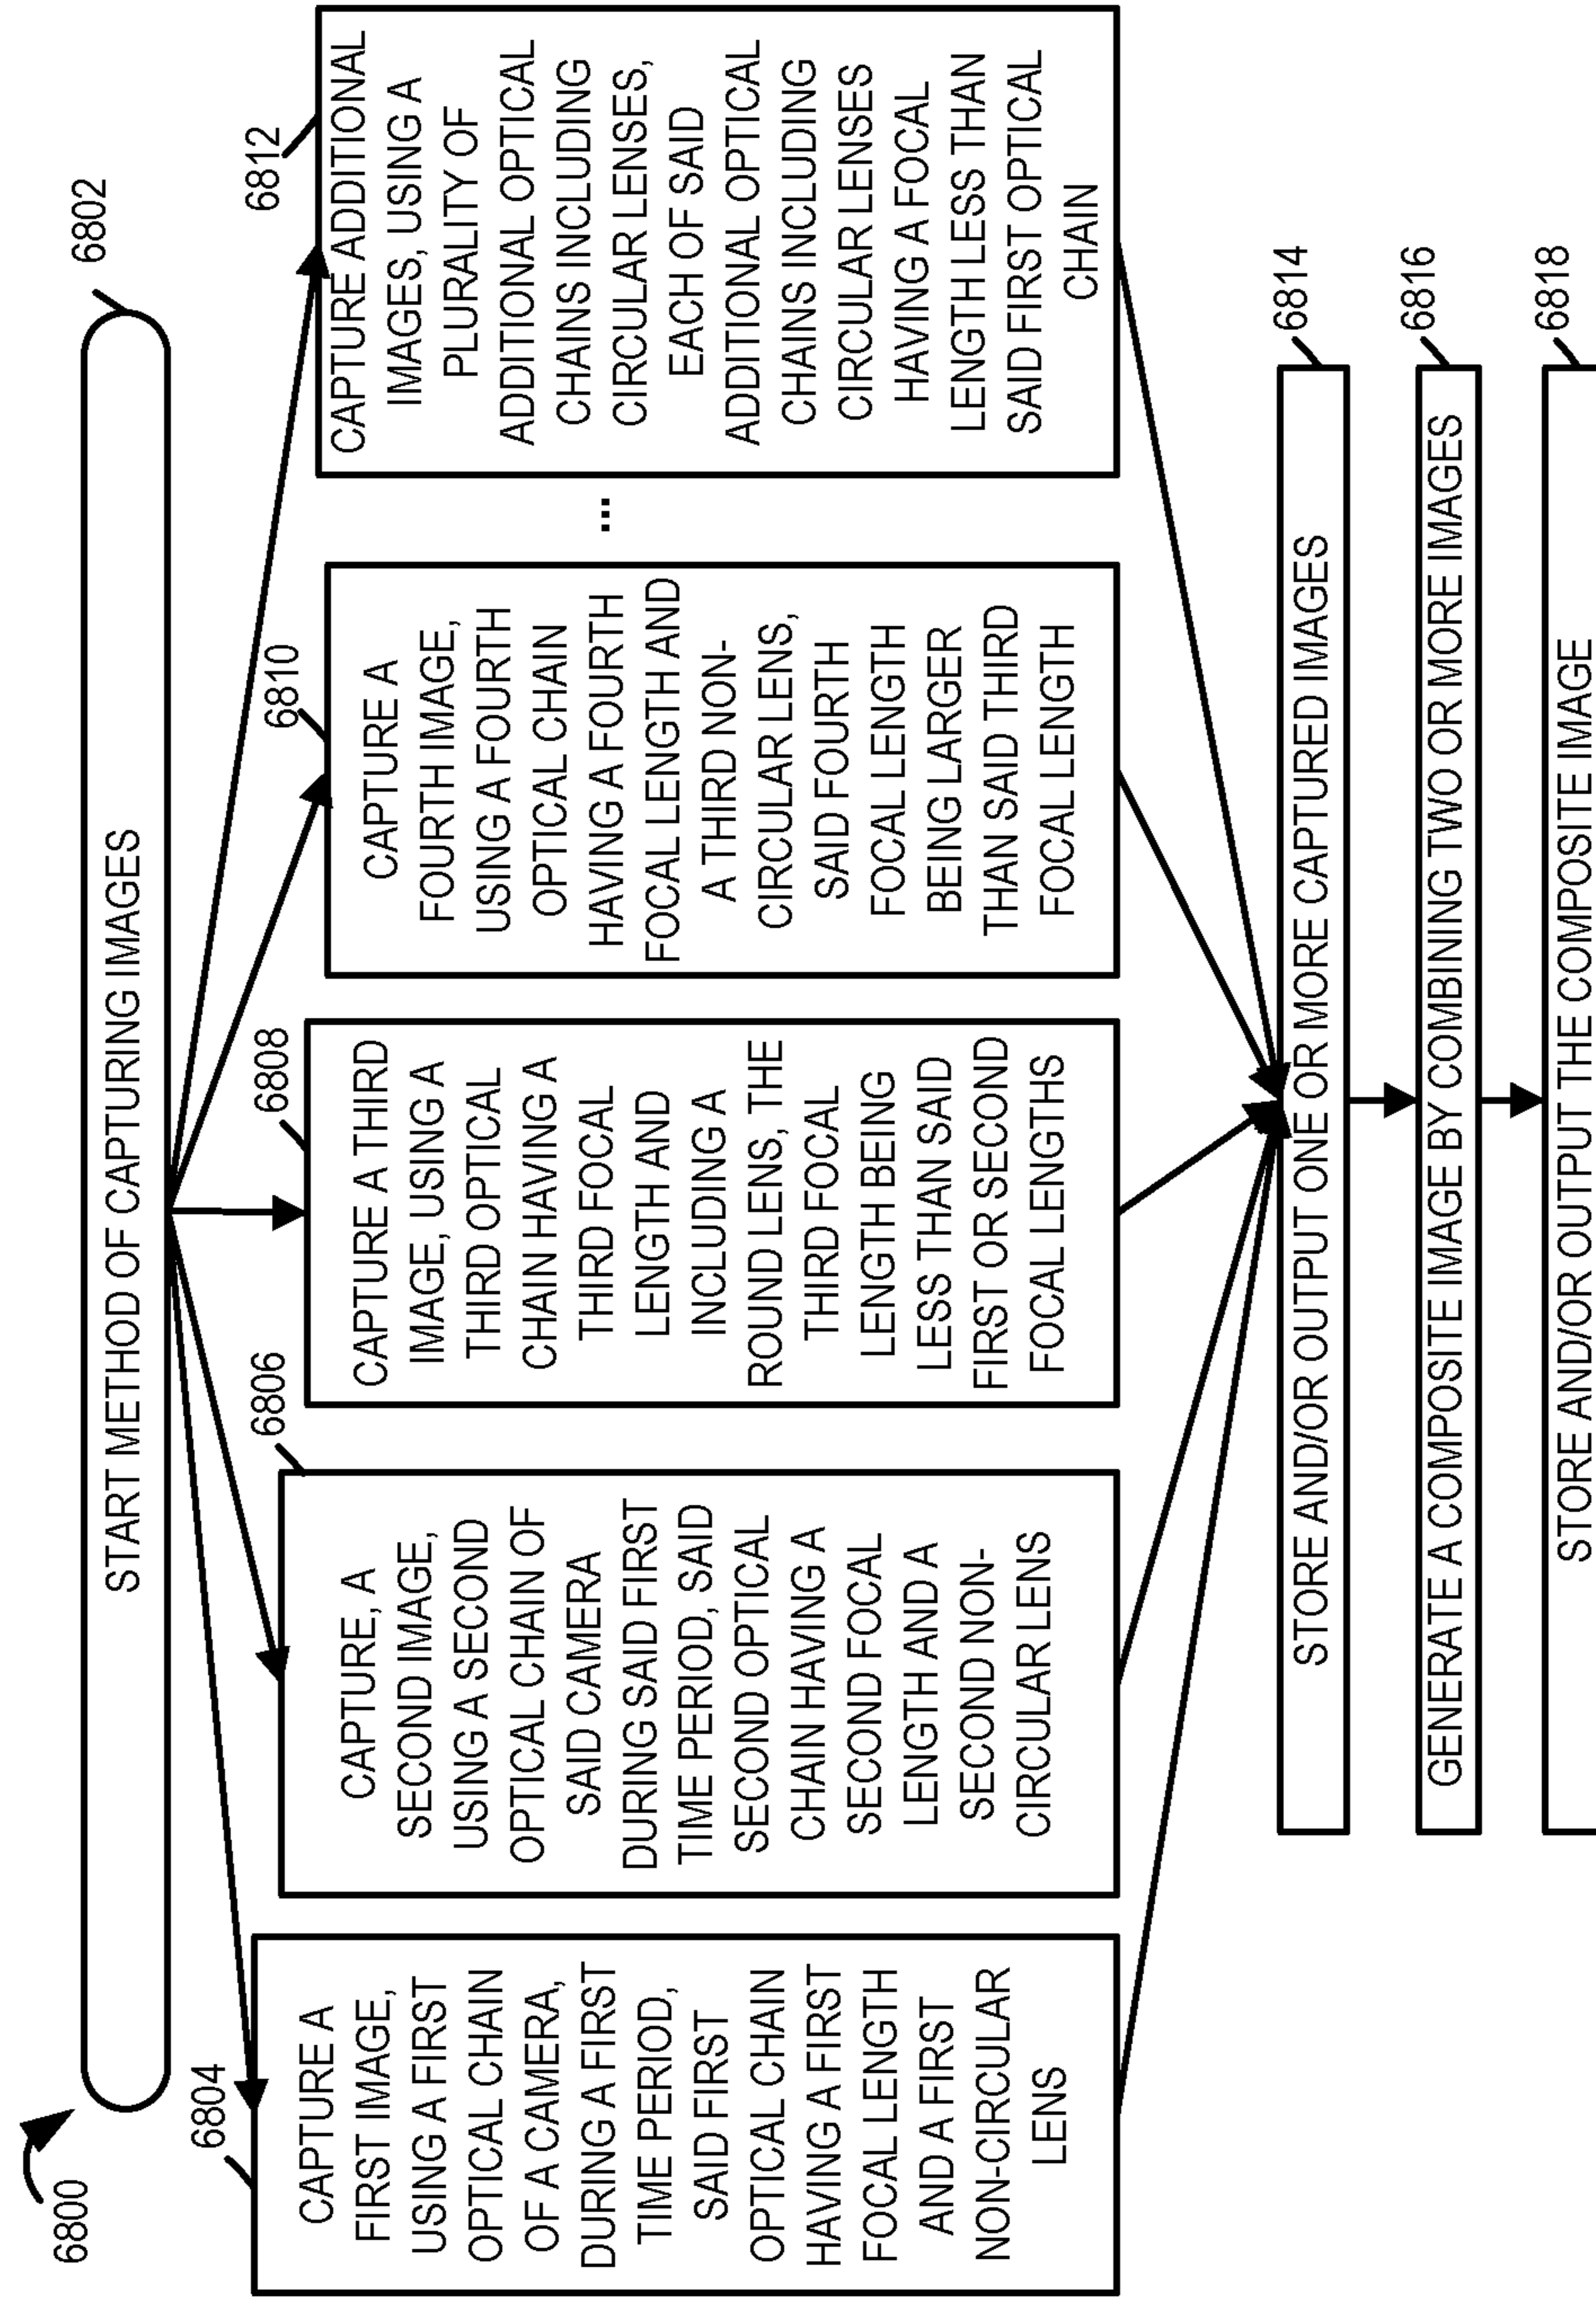 6800
6802
START METHOD OF CAPTURING IMAGES
6804
CAPTURE A
FIRST IMAGE,
USING A FIRST
OPTICAL CHAIN
OF A CAMERA,
DURING A FIRST
TIME PERIOD,
SAID FIRST
OPTICAL CHAIN
HAVING A FIRST
FOCAL LENGTH
AND A FIRST
NON-CIRCULAR
LENS
6806
CAPTURE, A
SECOND IMAGE,
USING A SECOND
OPTICAL CHAIN OF
SAID CAMERA
DURING SAID FIRST
TIME PERIOD, SAID
SECOND OPTICAL
CHAIN HAVING A
SECOND FOCAL
LENGTH AND A
SECOND NON-
CIRCULAR LENS
6808
CAPTURE A THIRD
IMAGE, USING A
THIRD OPTICAL
CHAIN HAVING A
THIRD FOCAL
LENGTH AND
INCLUDING A
ROUND LENS, THE
THIRD FOCAL
LENGTH BEING
LESS THAN SAID
FIRST OR SECOND
FOCAL LENGTHS
6810
CAPTURE A
FOURTH IMAGE,
USING A FOURTH
OPTICAL CHAIN
HAVING A FOURTH
FOCAL LENGTH AND
A THIRD NON-
CIRCULAR LENS,
SAID FOURTH
FOCAL LENGTH
BEING LARGER
THAN SAID THIRD
FOCAL LENGTH
...
6812
CAPTURE ADDITIONAL
IMAGES, USING A
PLURALITY OF
ADDITIONAL OPTICAL
CHAINS INCLUDING
CIRCULAR LENSES,
EACH OF SAID
ADDITIONAL OPTICAL
CHAINS INCLUDING
CIRCULAR LENSES
HAVING A FOCAL
LENGTH LESS THAN
SAID FIRST OPTICAL
CHAIN
6814
STORE AND/OR OUTPUT ONE OR MORE CAPTURED IMAGES
6816
GENERATE A COMPOSITE IMAGE BY COMBINING TWO OR MORE IMAGES
6818
STORE AND/OR OUTPUT THE COMPOSITE IMAGE